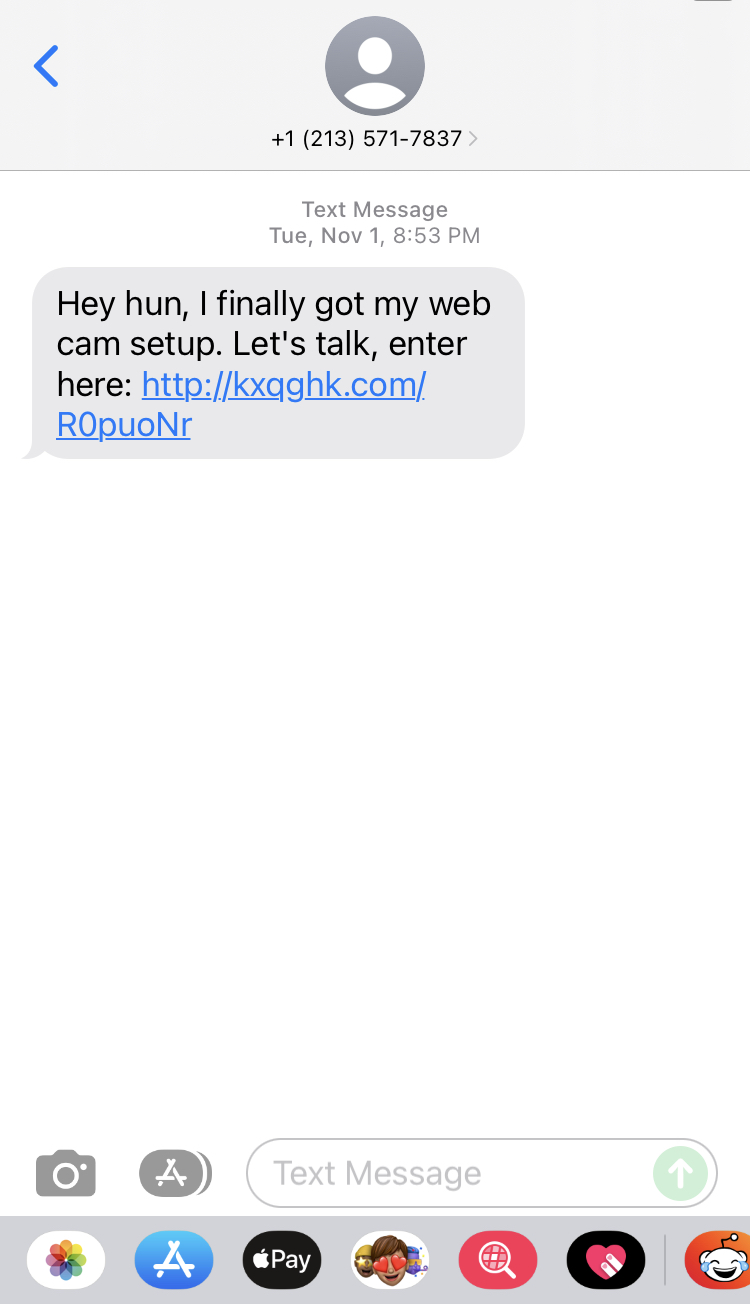 +1 (213) 571-7837
Text Message
Tue, Nov 1, 8:53 PM
Hey hun, I finally got my web
cam setup. Let's talk, enter
here: http://kxqghk.com/
R0puoNr
Text Message
Pay